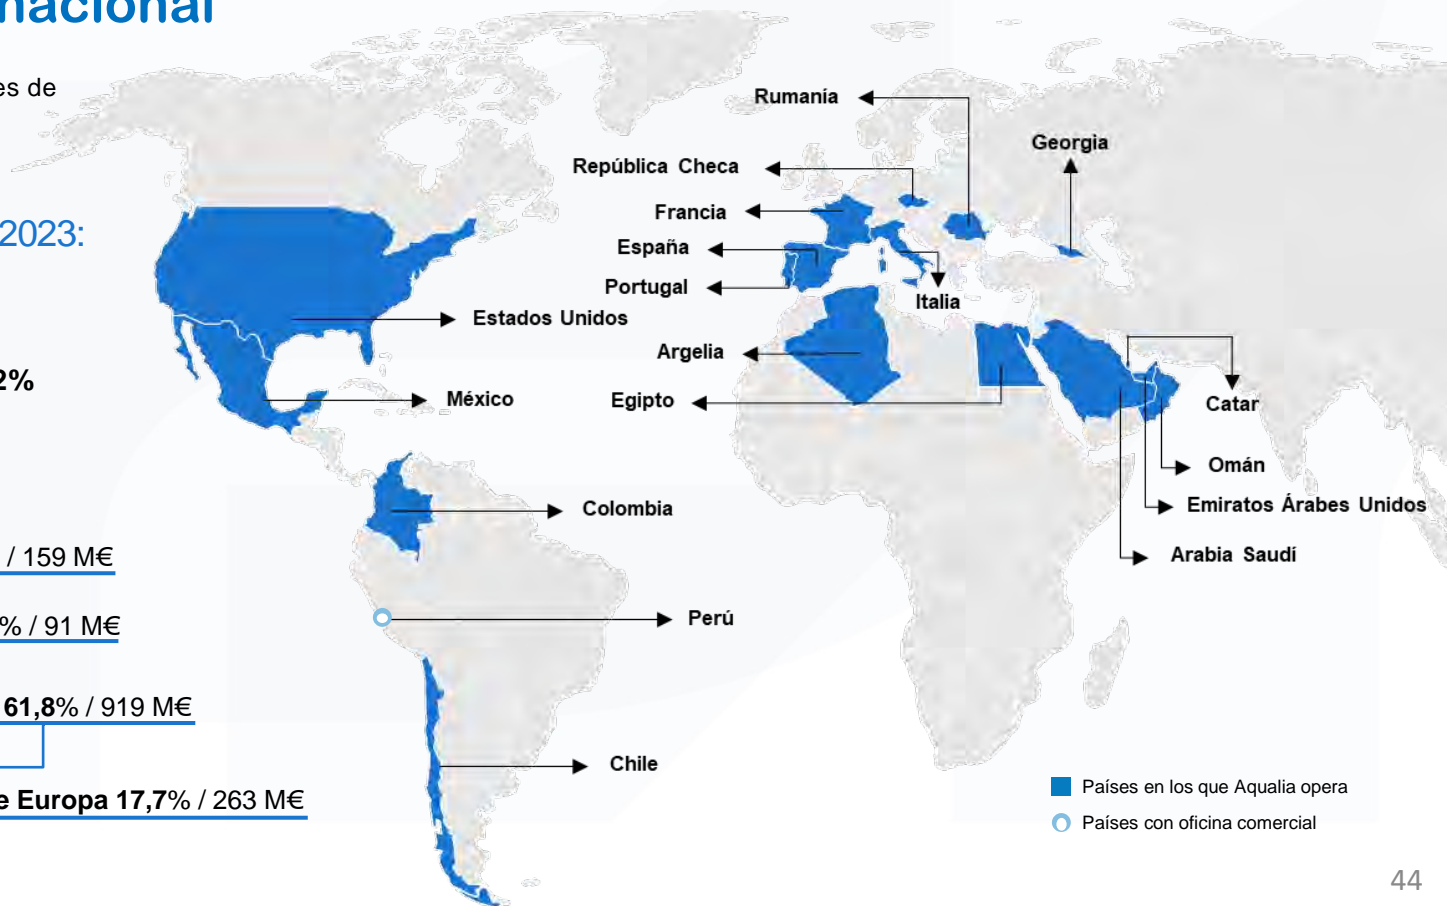 nacional
es de
2023:
2%
/ 159 M€
% / 91 M€
61,8% / 919 M€
e Europa 17,7% / 263 M€
Rumanía
Georgia
República Checa
Francia
España
Portugal
Italia
Estados Unidos
Argelia
México
Egipto
Catar
Omán
Colombia
Emiratos Árabes Unidos
Arabia Saudí
Perú
Chile
Países en los que Aqualia opera
Países con oficina comercial
44